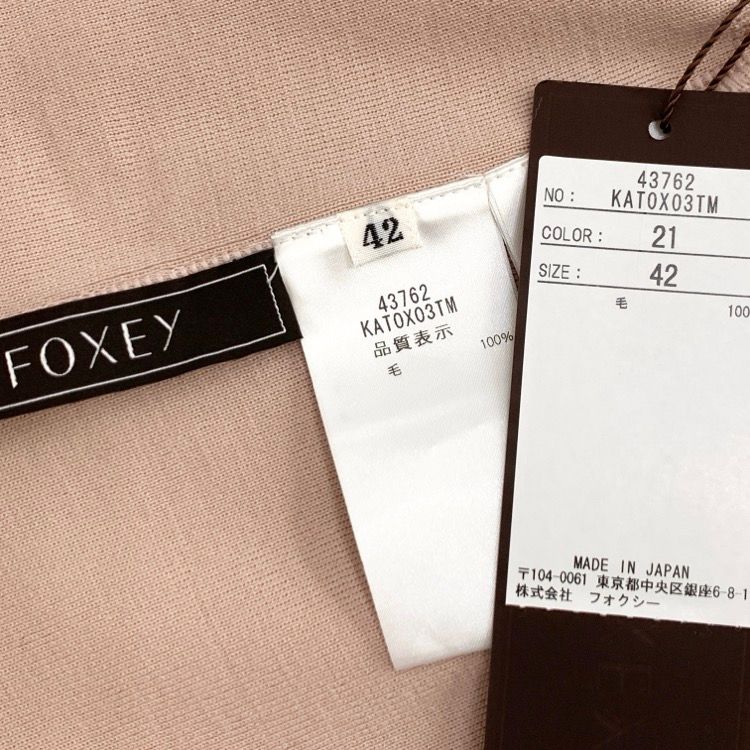 FOXEY
42
43762
KATOX03TM
品質表示
毛 100%
43762
NO: KATOX03TM
COLOR: 21
SIZE: 42
毛 100
MADE IN JAPAN
〒104-0061 東京都中央区銀座6-8-1
株式会社 フォクシー